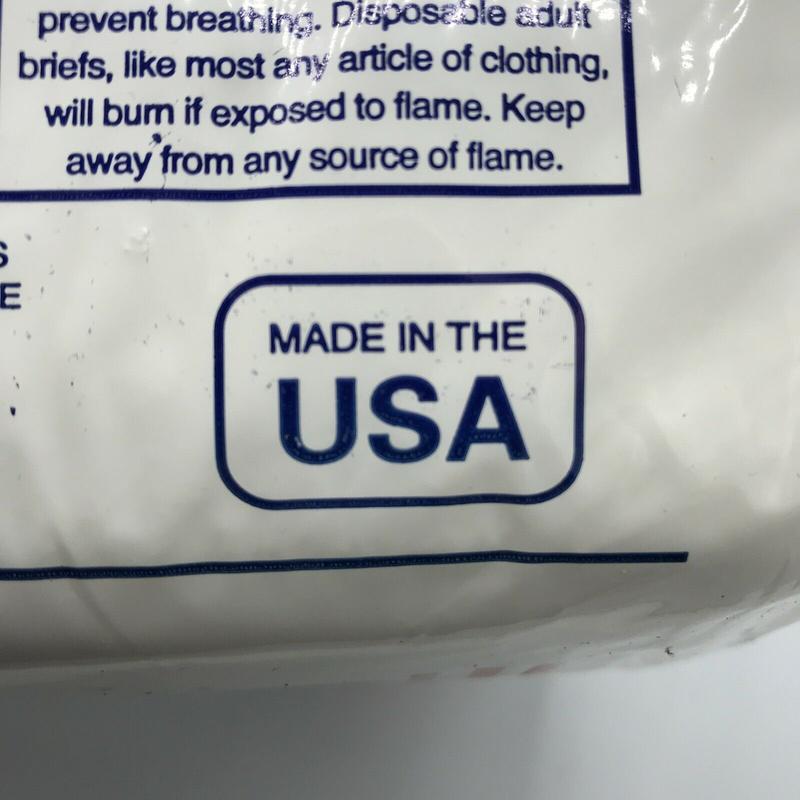 prevent breathing. Disposable adult
briefs, like most any article of clothing,
will burn if exposed to flame. Keep
away from any source of flame.
S
E
MADE IN THE
USA